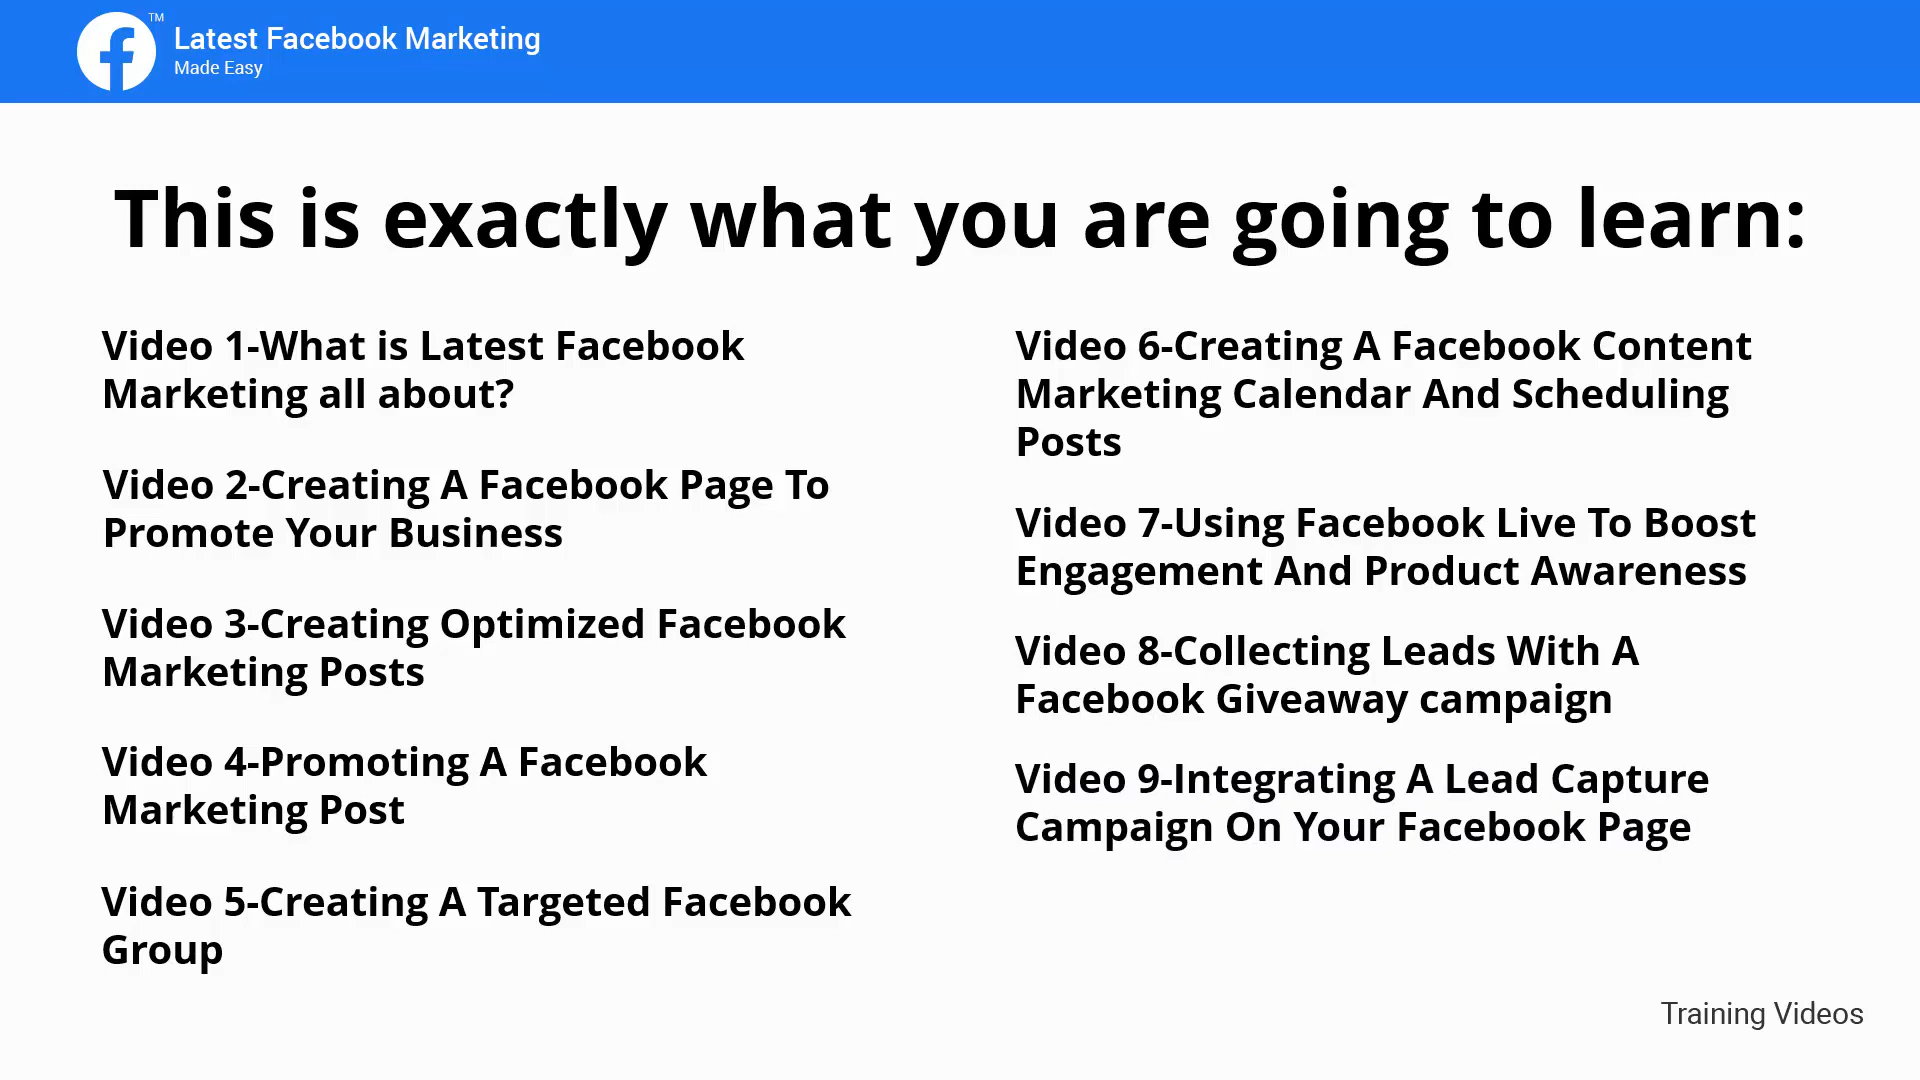 Latest Facebook Marketing
TM
Made Easy
This is exactly what you are going to learn:
Video 1-What is Latest Facebook
Marketing all about?
Video 2-Creating A Facebook Page To
Promote Your Business
Video 3-Creating Optimized Facebook
Marketing Posts
Video 4-Promoting A Facebook
Marketing Post
Video 5-Creating A Targeted Facebook
Group
Video 6-Creating A Facebook Content
Marketing Calendar And Scheduling
Posts
Video 7-Using Facebook Live To Boost
Engagement And Product Awareness
Video 8-Collecting Leads With A
Facebook Giveaway campaign
Video 9-Integrating A Lead Capture
Campaign On Your Facebook Page
Training Videos